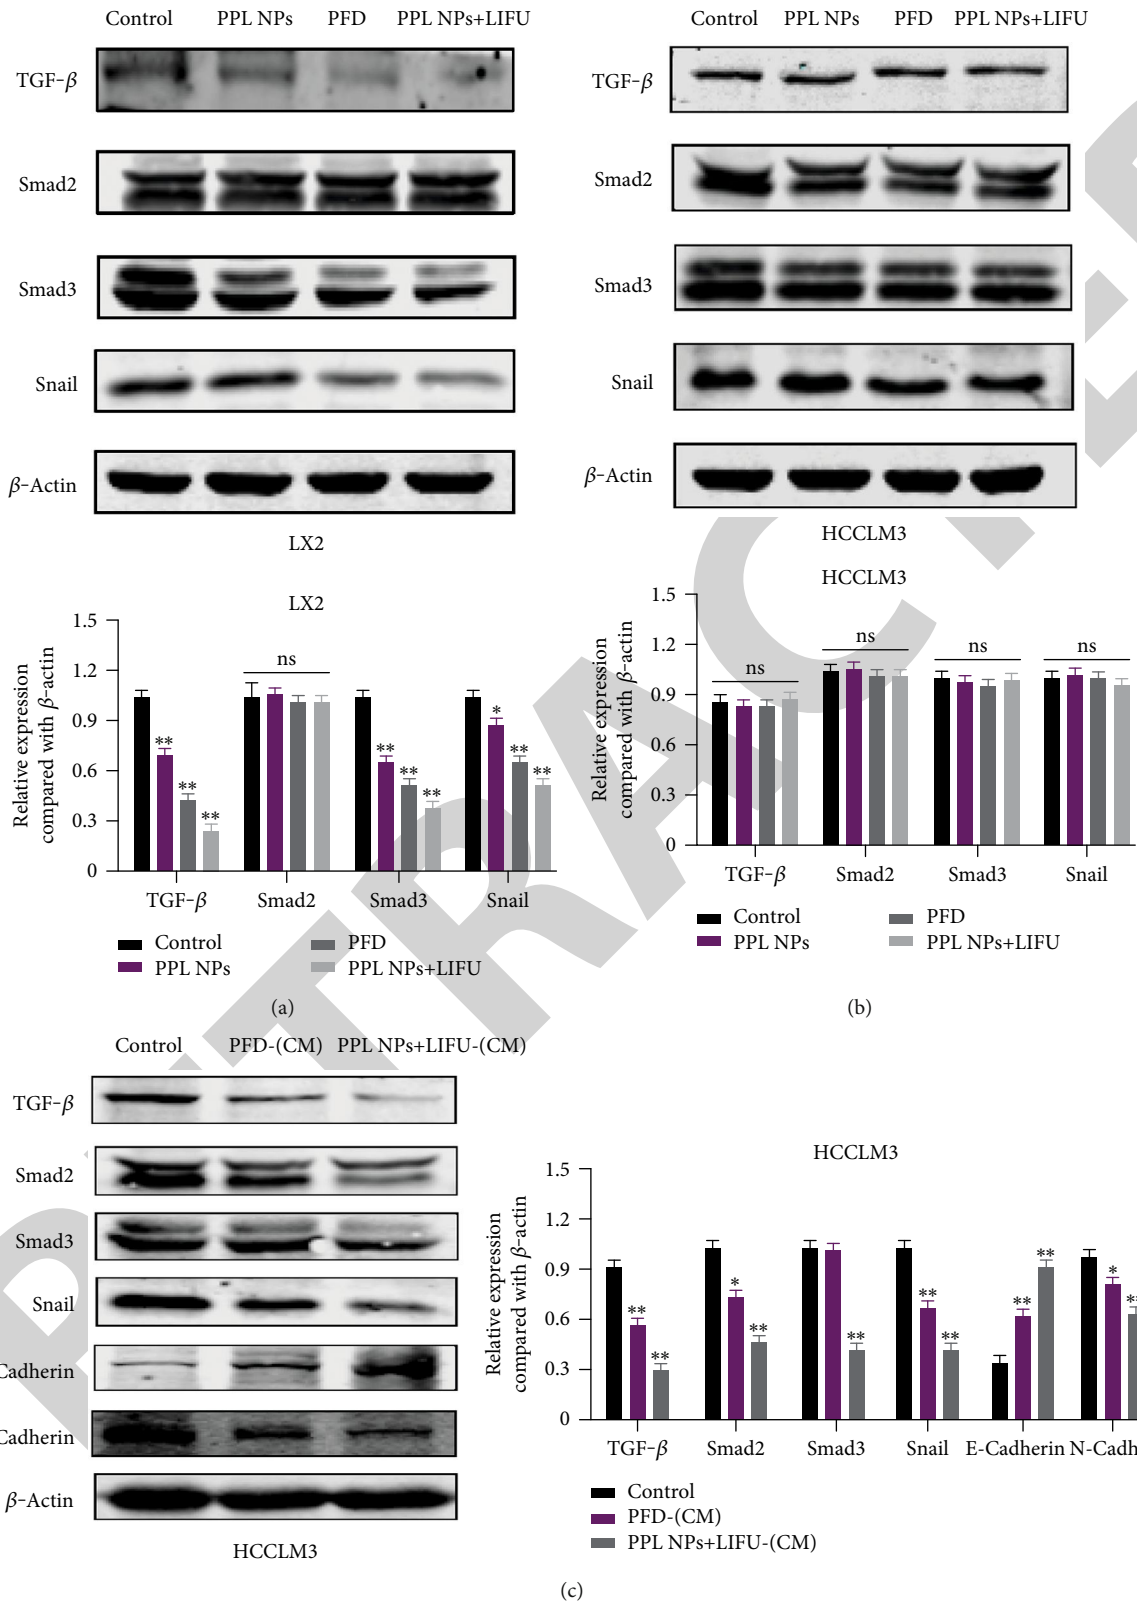 Control PPL NPs PFD PPL NPs+LIFU
TGF-β
Smad2
Smad3
Snail
β-Actin
LX2
LX2
1.5
1.2
0.9
0.6
0.3
0
Relative expression
compared with β-actin
** ** **
ns
** ** **
* ** **
TGF-β Smad2 Smad3 Snail
Control PFD
PPL NPs PPL NPs+LIFU
(a)
Control PPL NPs PFD PPL NPs+LIFU
TGF-β
Smad2
Smad3
Snail
β-Actin
HCCLM3
HCCLM3
1.5
1.2
0.9
0.6
0.3
0
Relative expression
compared with β-actin
ns ns ns ns
TGF-β Smad2 Smad3 Snail
Control PFD
PPL NPs PPL NPs+LIFU
(b)
Control PFD-(CM) PPL NPs+LIFU-(CM)
TGF-β
Smad2
Smad3
Snail
Cadherin
Cadherin
β-Actin
HCCLM3
HCCLM3
1.5
1.2
0.9
0.6
0.3
0
Relative expression
compared with β-actin
** **
* **
**
** **
** **
* **
TGF-β Smad2 Smad3 Snail E-Cadherin N-Cadh
Control
PFD-(CM)
PPL NPs+LIFU-(CM)
(c)